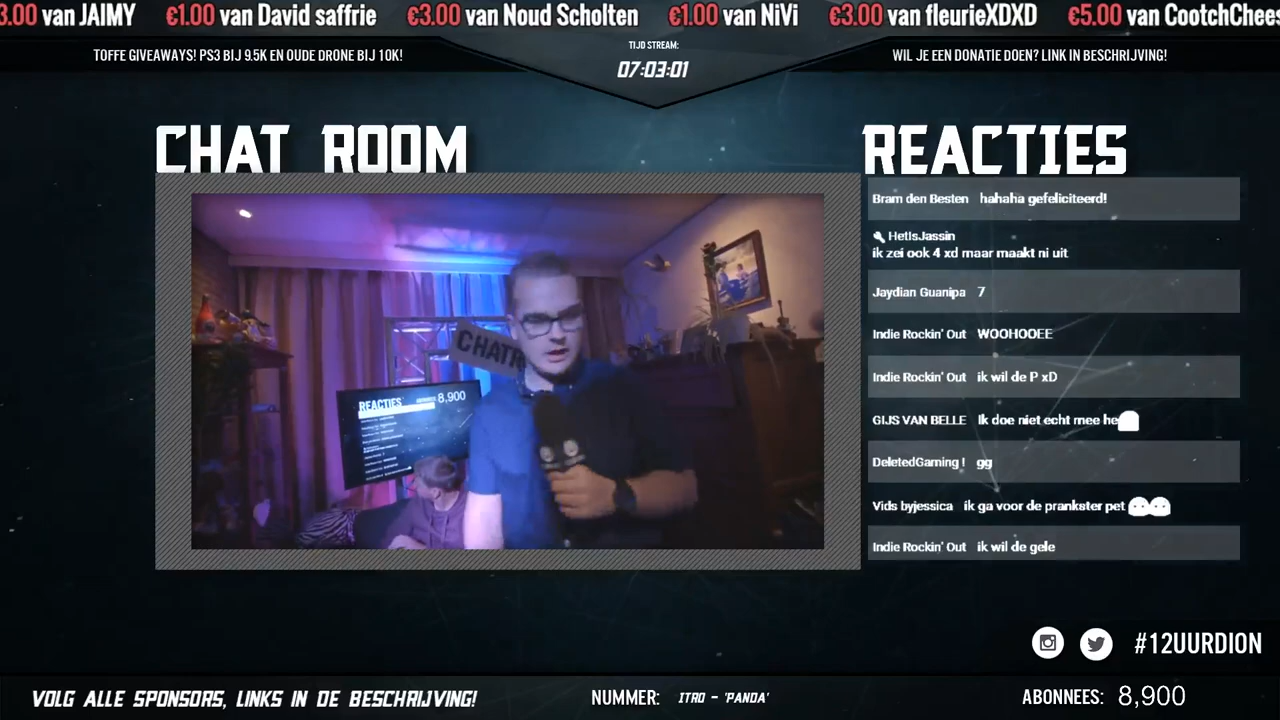 3.00 van JAIMY €1.00 van David saffrie €3.00 van Noud Scholten €1.00 van NiVi €3.00 van fleurieXDXD €5.00 van CootchChees
TOFFE GIVEAWAYS! PS3 BIJ 9.5K EN OUDE DRONE BIJ 10K!
TIJD STREAM:
07:03:01
WIL JE EEN DONATIE DOEN? LINK IN BESCHRIJVING!
CHAT ROOM
REACTIES
Bram den Besten hahaha gefeliciteerd!
HetIsJassin
ik zei ook 4 xd maar maakt ni uit
Jaydian Guanipa 7
Indie Rockin' Out WOOHOOEE
Indie Rockin' Out ik wil de P xD
GIJS VAN BELLE Ik doe niet echt mee he
DeletedGaming ! gg
Vids byjessica ik ga voor de prankster pet
Indie Rockin' Out ik wil de gele
CHATR
REACTIES
8,900
#12UURDION
VOLG ALLE SPONSORS, LINKS IN DE BESCHRIJVING!
NUMMER: ITRO - 'PANDA'
ABONNEES: 8,900